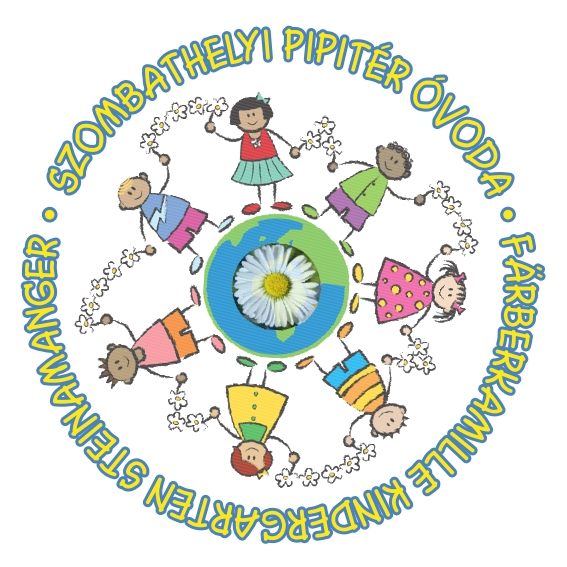 SZOMBATHELYI PIPITÉR ÓVODA
• FÄRBERKAMILLE KINDERGARTEN STEINAMANGER •